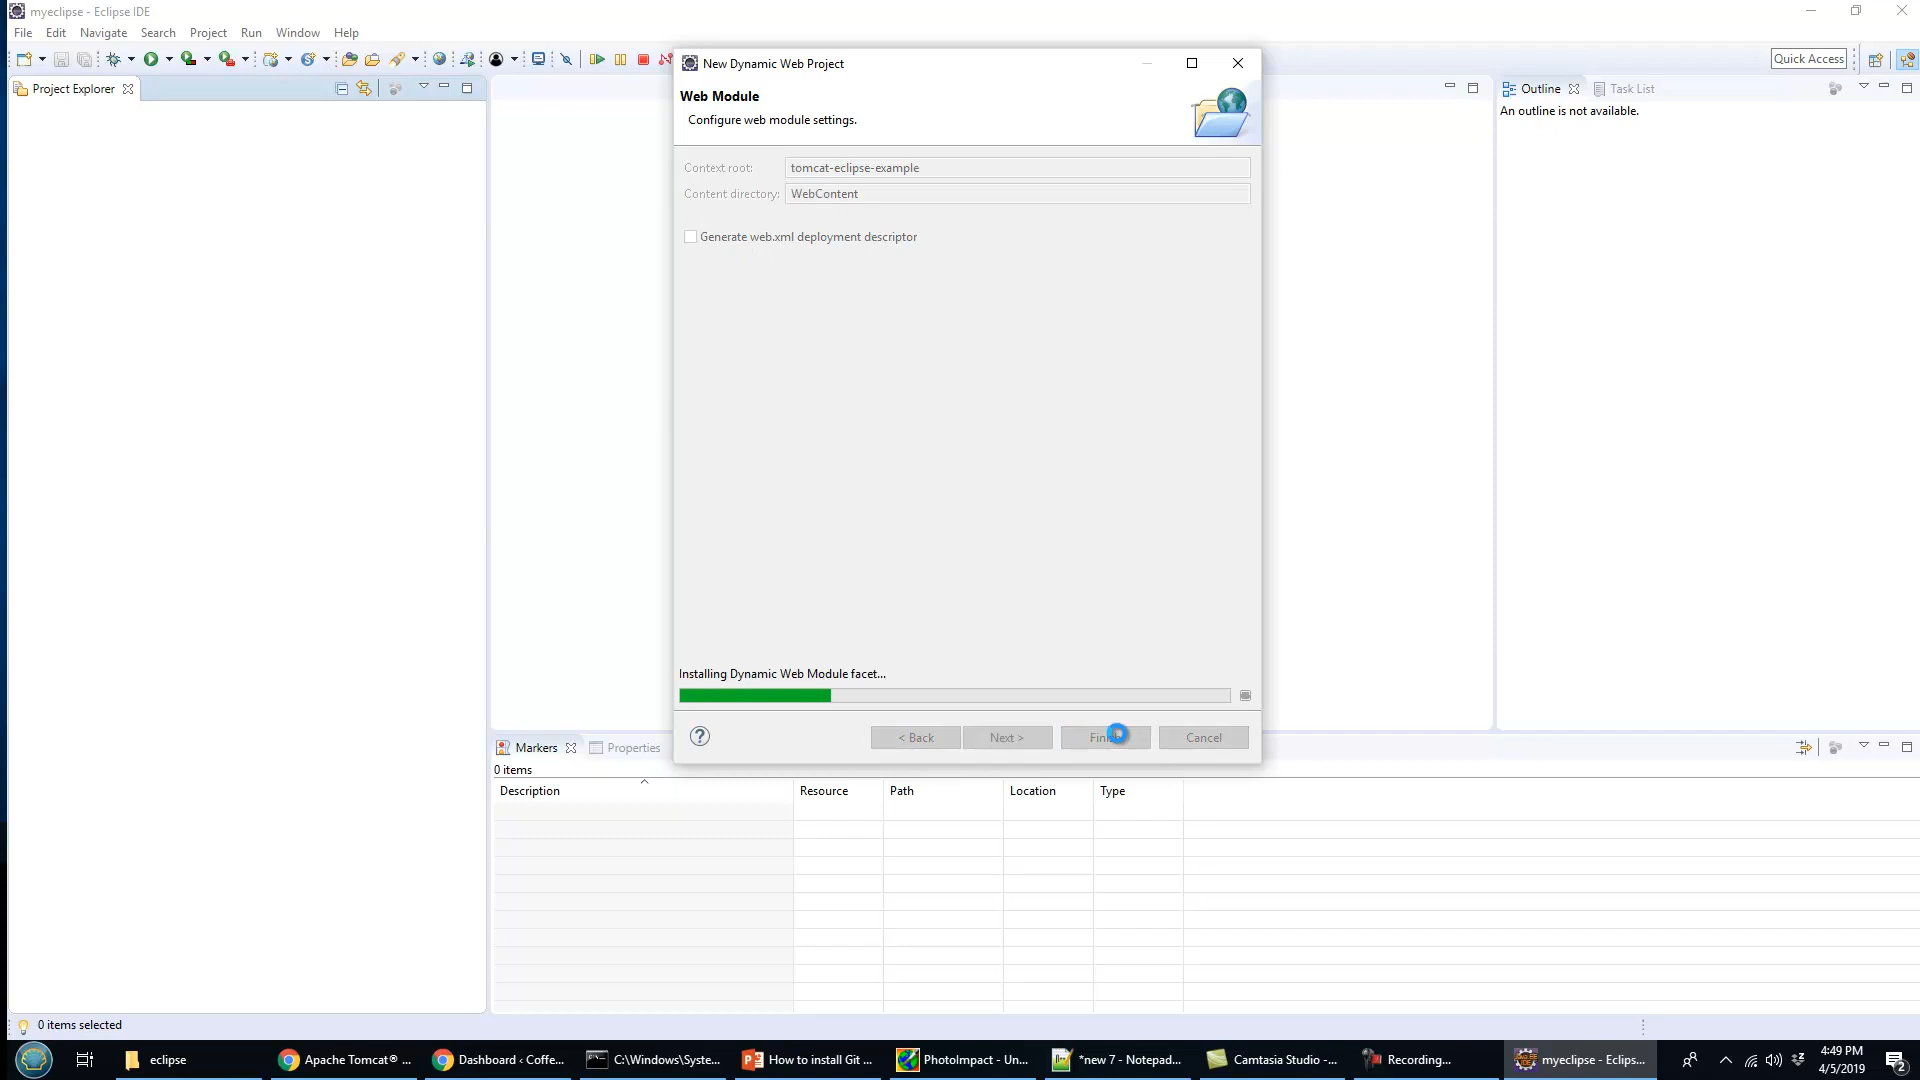 myeclipse - Eclipse IDE
File Edit Navigate Search Project Run Window Help
Quick Access
Project Explorer
New Dynamic Web Project
Web Module
Configure web module settings.
Context root: tomcat-eclipse-example
Content directory: WebContent
Generate web.xml deployment descriptor
Installing Dynamic Web Module facet...
? < Back Next > Cancel
Outline Task List
An outline is not available.
Markers Properties
0 items
Description Resource Path Location Type
0 items selected
eclipse
Apache Tomcat® ...
Dashboard ‹ Coffe...
C:\Windows\Syste...
How to install Git ...
PhotoImpact - Un...
*new 7 - Notepad...
Camtasia Studio -...
Recording...
myeclipse - Eclips...
4:49 PM
4/5/2019
2